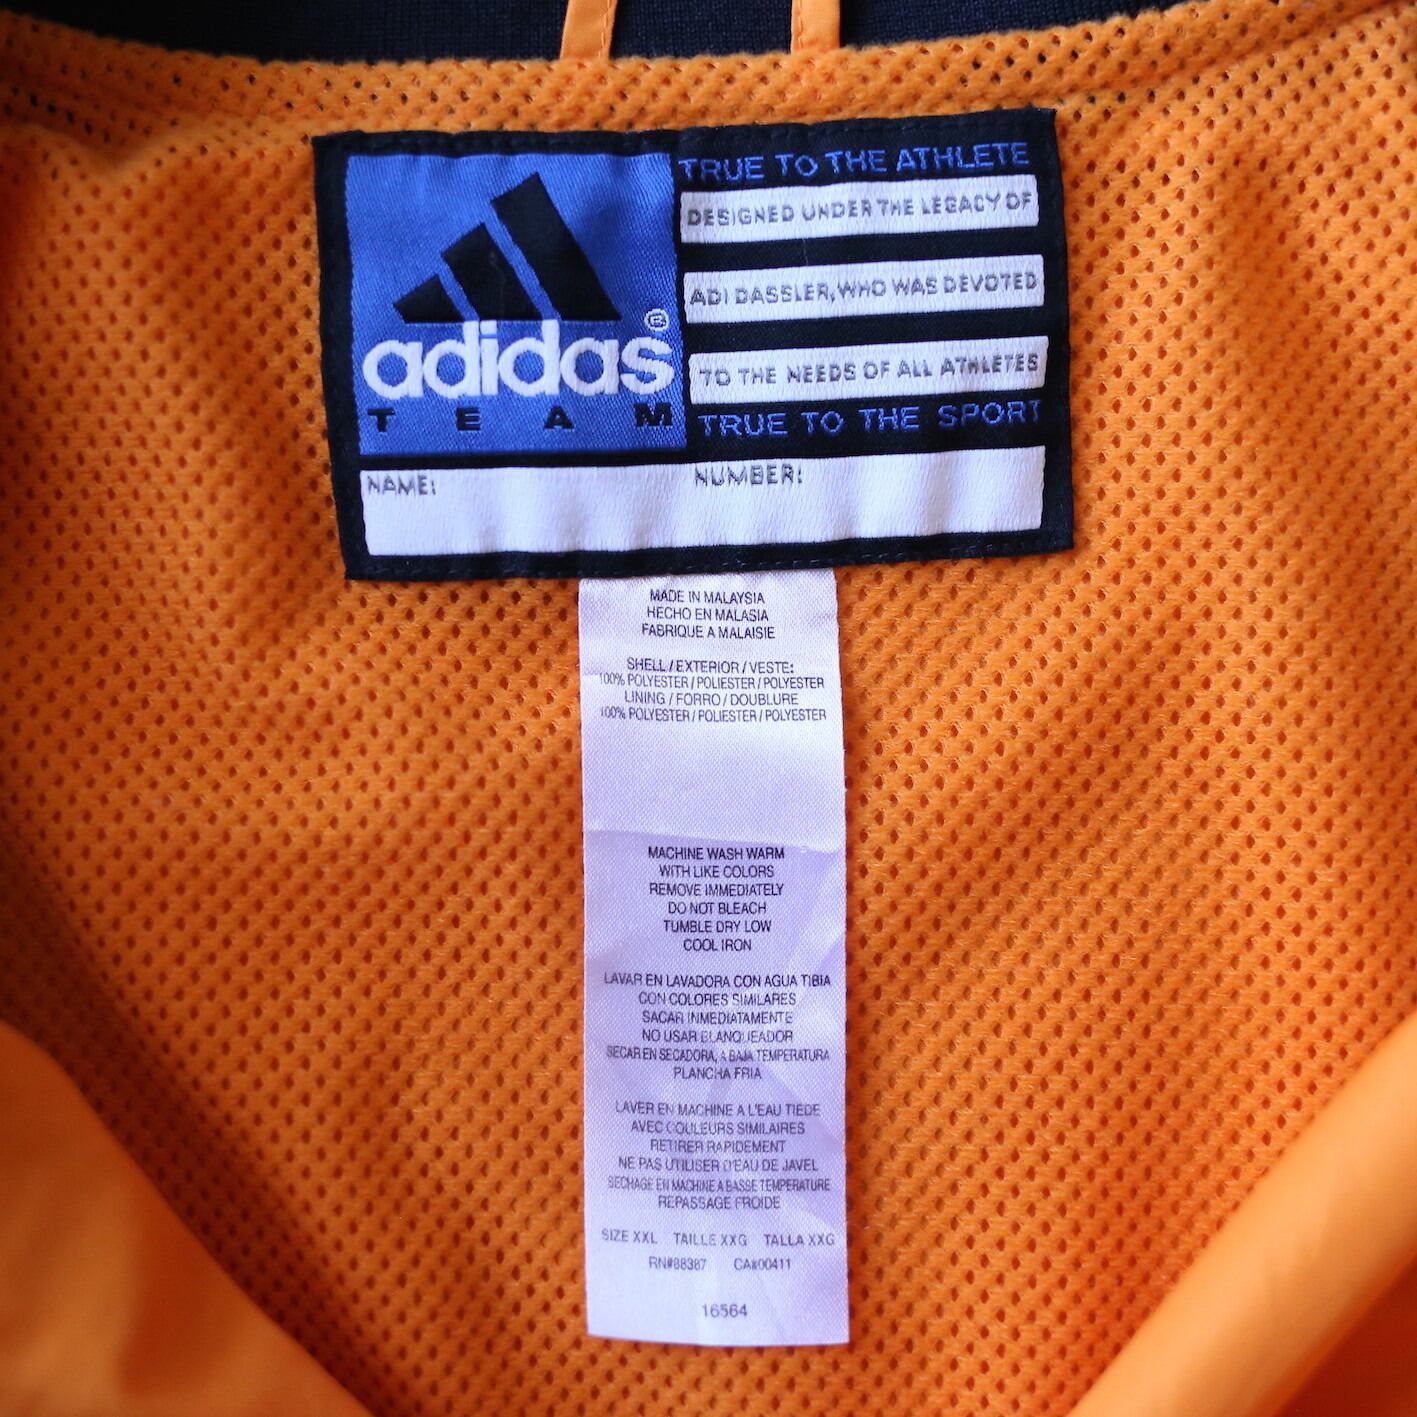 adidas®
TEAM
TRUE TO THE ATHLETE
DESIGNED UNDER THE LEGACY OF
ADI DASSLER, WHO WAS DEVOTED
TO THE NEEDS OF ALL ATHLETES
TRUE TO THE SPORT
NAME: NUMBER:
MADE IN MALAYSIA
HECHO EN MALASIA
FABRIQUE A MALAISIE
SHELL / EXTERIOR / VESTE:
100% POLYESTER / POLIESTER / POLYESTER
LINING / FORRO / DOUBLURE
100% POLYESTER / POLIESTER / POLYESTER
MACHINE WASH WARM
WITH LIKE COLORS
REMOVE IMMEDIATELY
DO NOT BLEACH
TUMBLE DRY LOW
COOL IRON
LAVAR EN LAVADORA CON AGUA TIBIA
CON COLORES SIMILARES
SACAR INMEDIATAMENTE
NO USAR BLANQUEADOR
SECAR EN SECADORA, A BAJA TEMPERATURA
PLANCHA FRIA
LAVER EN MACHINE A L'EAU TIEDE
AVEC COULEURS SIMILAIRES
RETIRER RAPIDEMENT
NE PAS UTILISER D'EAU DE JAVEL
SECHAGE EN MACHINE A BASSE TEMPERATURE
REPASSAGE FROIDE
SIZE XXL TAILLE XXG TALLA XXG
RN#88387 CA#00411
16564